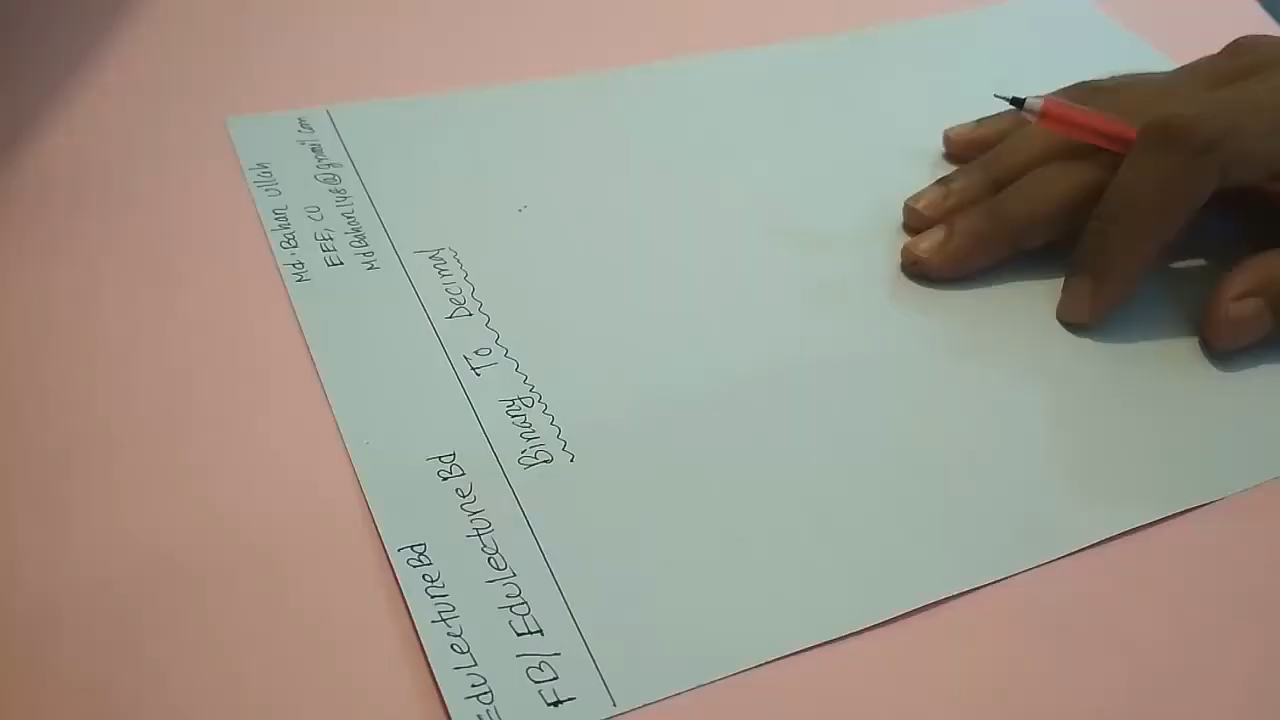 EduLectureBd
FB/EduLectureBd
Md. Bahar Ullah
EEE, CU
MdBahar148@gmail.com
Binary To Decimal